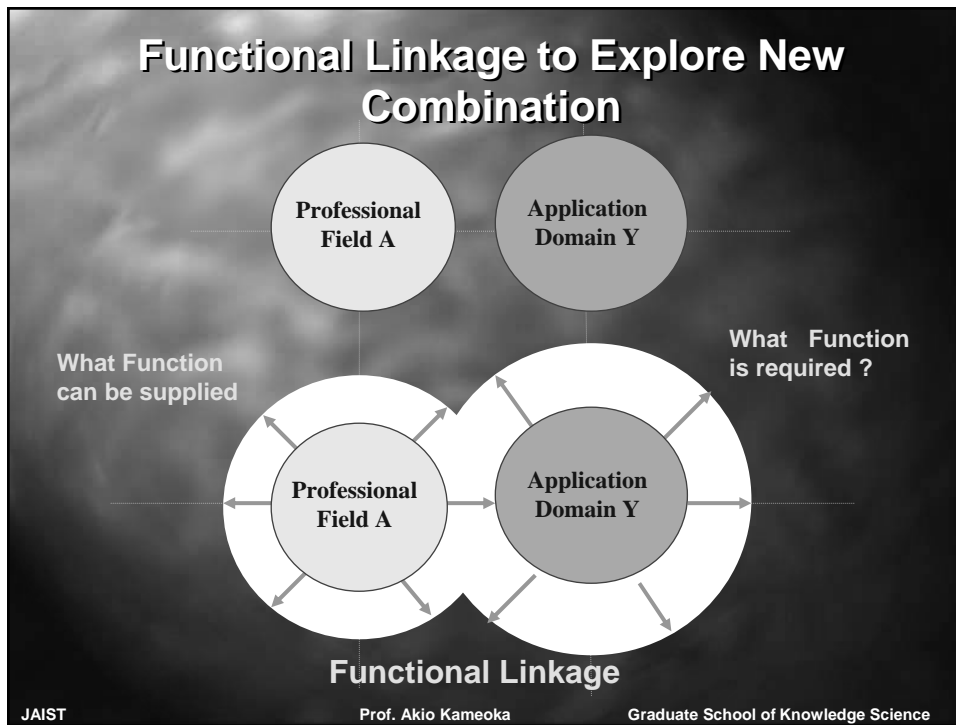 Functional Linkage to Explore New
Combination
Professional
Field A
Application
Domain Y
What Function
can be supplied
What Function
is required ?
Professional
Field A
Application
Domain Y
Functional Linkage
JAIST
Prof. Akio Kameoka
Graduate School of Knowledge Science